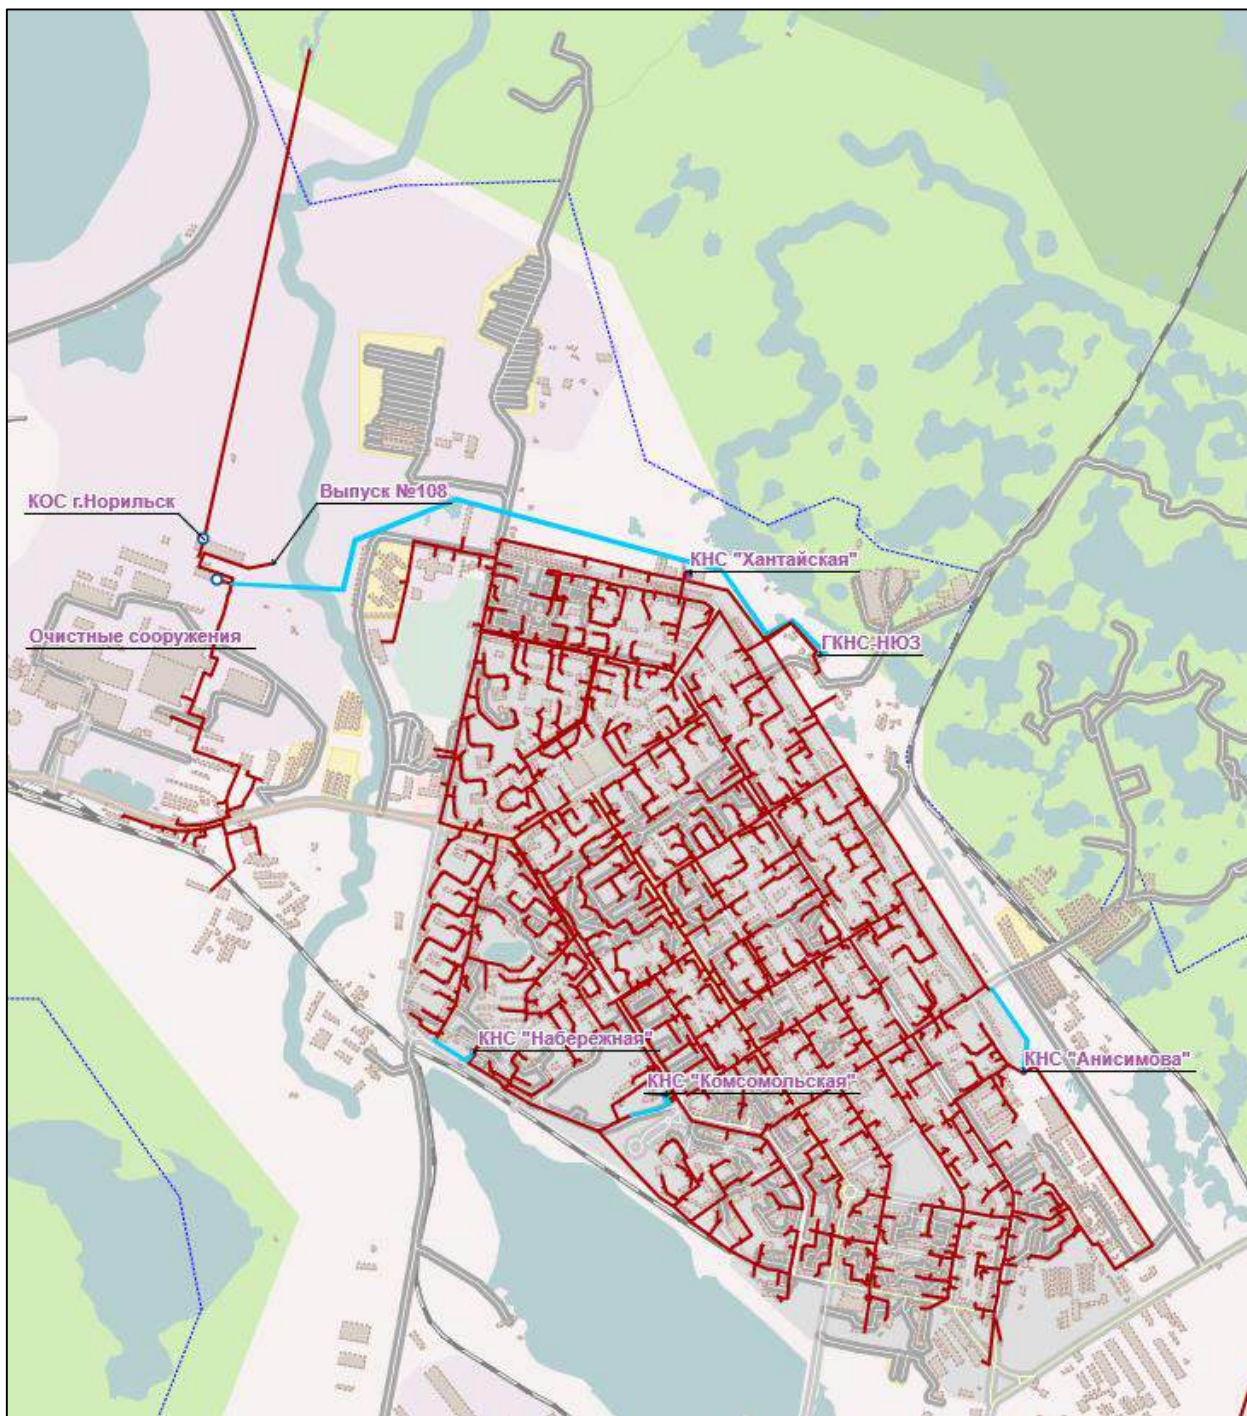 КОС г.Норильск
Выпуск №108
КНС "Хантайская"
Очистные сооружения
ГКНС-НЮЗ
КНС "Набережная"
КНС "Анисимова"
КНС "Комсомольская"